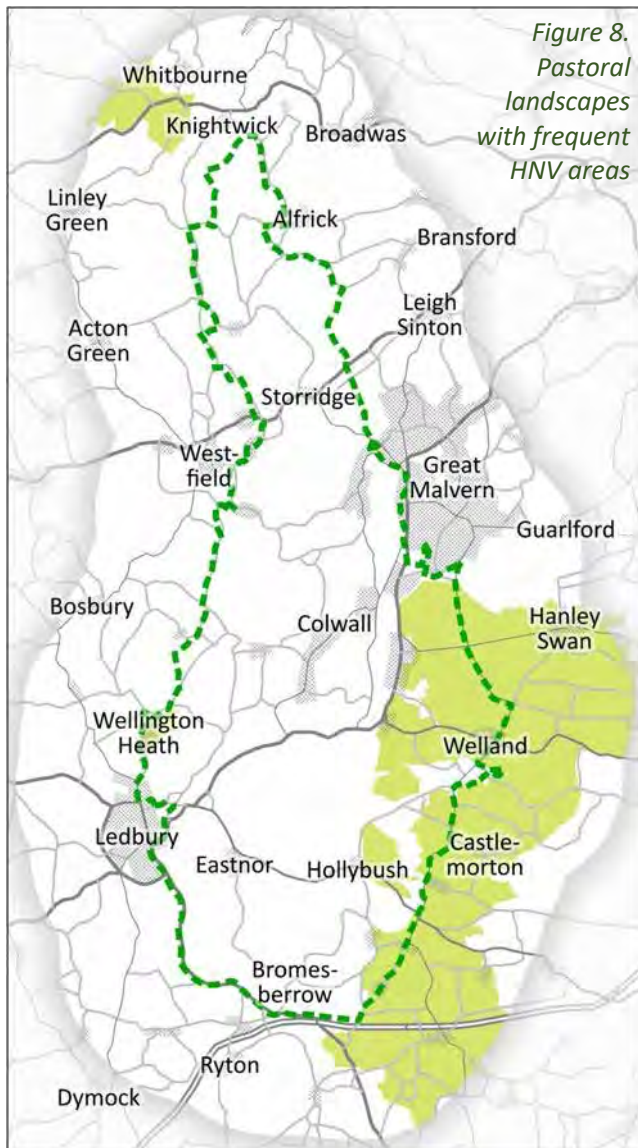 Figure 8.
Pastoral
landscapes
with frequent
HNV areas
Whitbourne
Knightwick
Broadwas
Linley
Green
Alfrick
Bransford
Leigh
Sinton
Acton
Green
Storridge
West-
field
Great
Malvern
Guarlford
Bosbury
Colwall
Hanley
Swan
Wellington
Heath
Welland
Ledbury
Eastnor
Hollybush
Castle-
morton
Bromes-
berrow
Ryton
Dymock